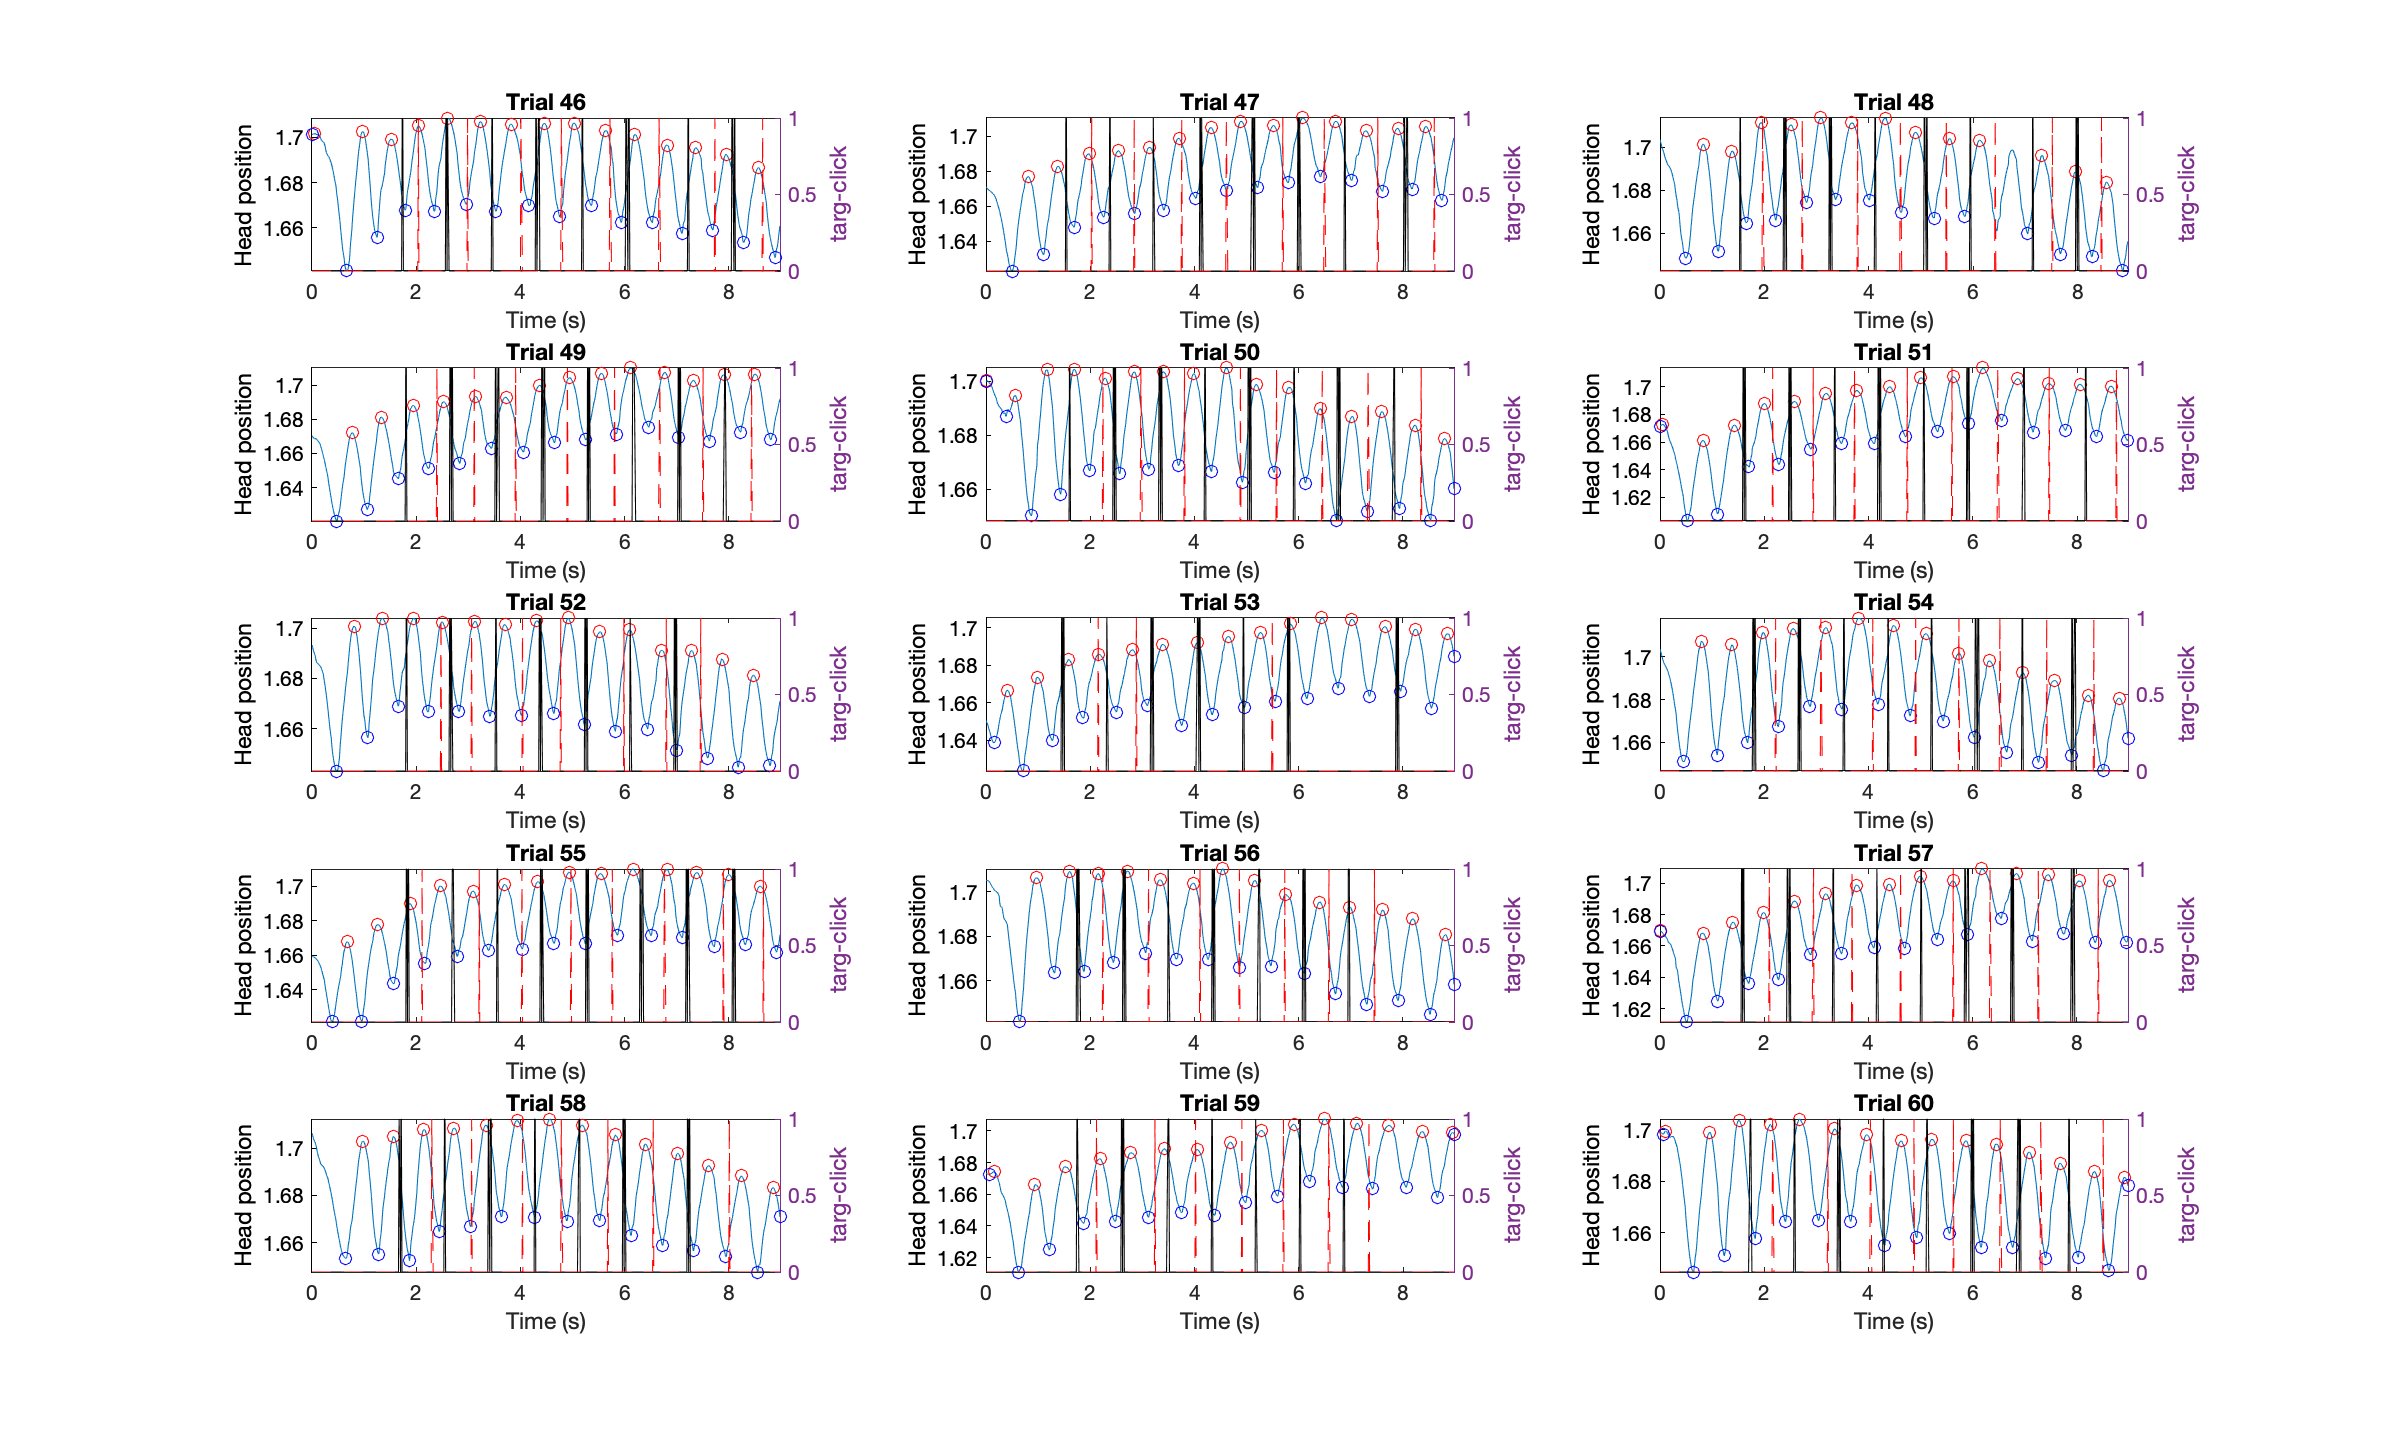 Trial 46
Head position
1.7
1.68
1.66
0 2 4 6 8
Time (s)
1
0.5
0
targ-click
Trial 47
Head position
1.7
1.68
1.66
1.64
0 2 4 6 8
Time (s)
1
0.5
0
targ-click
Trial 48
Head position
1.7
1.68
1.66
0 2 4 6 8
Time (s)
1
0.5
0
targ-click
Trial 49
Head position
1.7
1.68
1.66
1.64
0 2 4 6 8
Time (s)
1
0.5
0
targ-click
Trial 50
Head position
1.7
1.68
1.66
0 2 4 6 8
Time (s)
1
0.5
0
targ-click
Trial 51
Head position
1.7
1.68
1.66
1.64
1.62
0 2 4 6 8
Time (s)
1
0.5
0
targ-click
Trial 52
Head position
1.7
1.68
1.66
0 2 4 6 8
Time (s)
1
0.5
0
targ-click
Trial 53
Head position
1.7
1.68
1.66
1.64
0 2 4 6 8
Time (s)
1
0.5
0
targ-click
Trial 54
Head position
1.7
1.68
1.66
0 2 4 6 8
Time (s)
1
0.5
0
targ-click
Trial 55
Head position
1.7
1.68
1.66
1.64
0 2 4 6 8
Time (s)
1
0.5
0
targ-click
Trial 56
Head position
1.7
1.68
1.66
0 2 4 6 8
Time (s)
1
0.5
0
targ-click
Trial 57
Head position
1.7
1.68
1.66
1.64
1.62
0 2 4 6 8
Time (s)
1
0.5
0
targ-click
Trial 58
Head position
1.7
1.68
1.66
0 2 4 6 8
Time (s)
1
0.5
0
targ-click
Trial 59
Head position
1.7
1.68
1.66
1.64
1.62
0 2 4 6 8
Time (s)
1
0.5
0
targ-click
Trial 60
Head position
1.7
1.68
1.66
0 2 4 6 8
Time (s)
1
0.5
0
targ-click